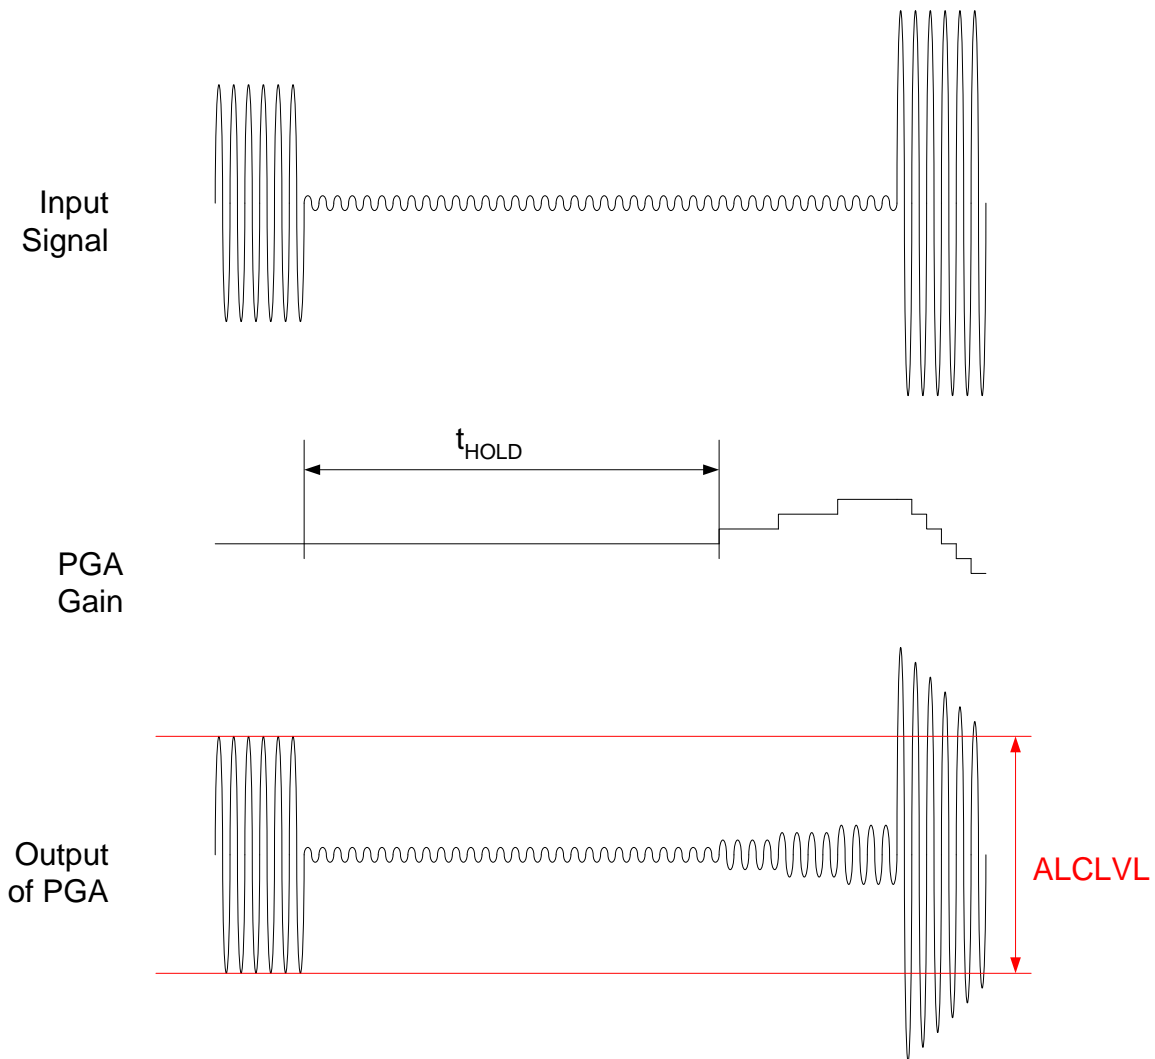 Input
Signal
tHOLD
PGA
Gain
Output
of PGA
ALCLVL